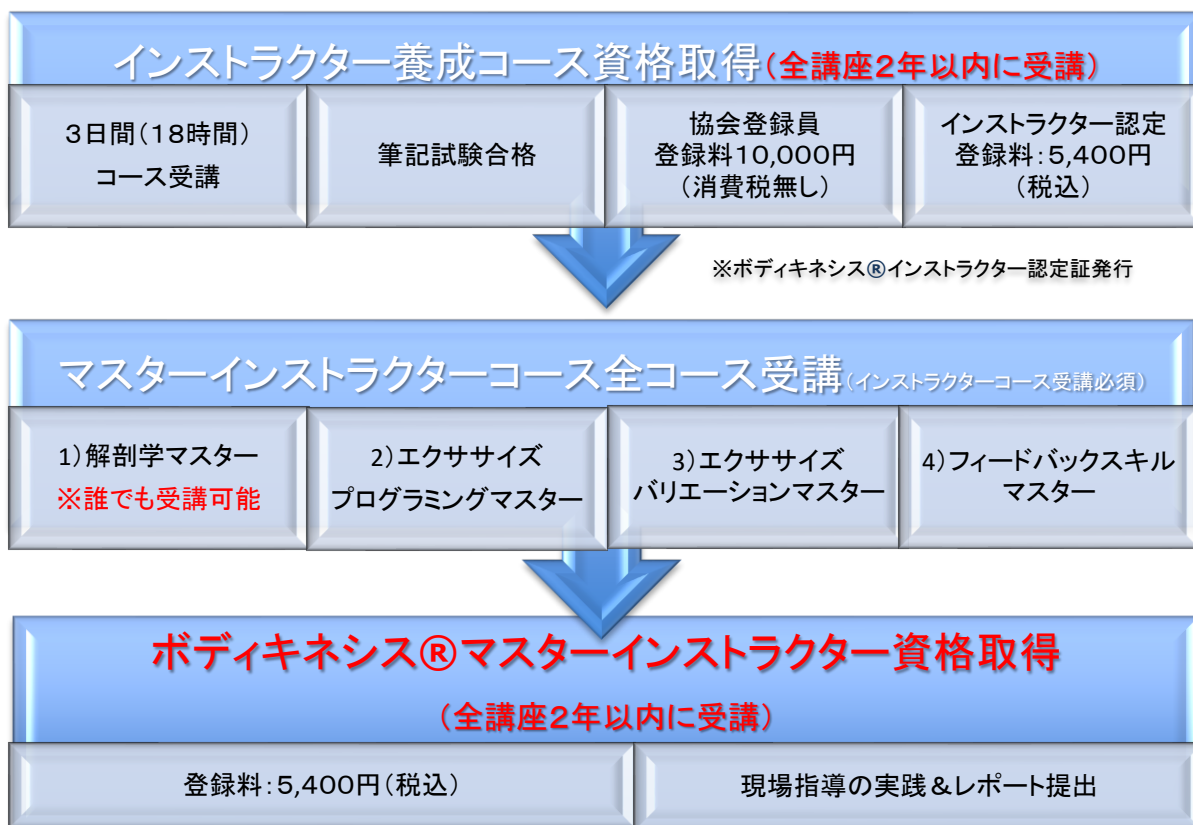 インストラクター養成コース資格取得(全講座2年以内に受講)
3日間(18時間)
コース受講
筆記試験合格
協会登録員
登録料10,000円
(消費税無し)
インストラクター認定
登録料:5,400円
(税込)
※ボディキネシス®インストラクター認定証発行
マスターインストラクターコース全コース受講(インストラクターコース受講必須)
1)解剖学マスター
※誰でも受講可能
2)エクササイズ
プログラミングマスター
3)エクササイズ
バリエーションマスター
4)フィードバックスキル
マスター
ボディキネシス®マスターインストラクター資格取得
(全講座2年以内に受講)
登録料:5,400円(税込)
現場指導の実践&レポート提出